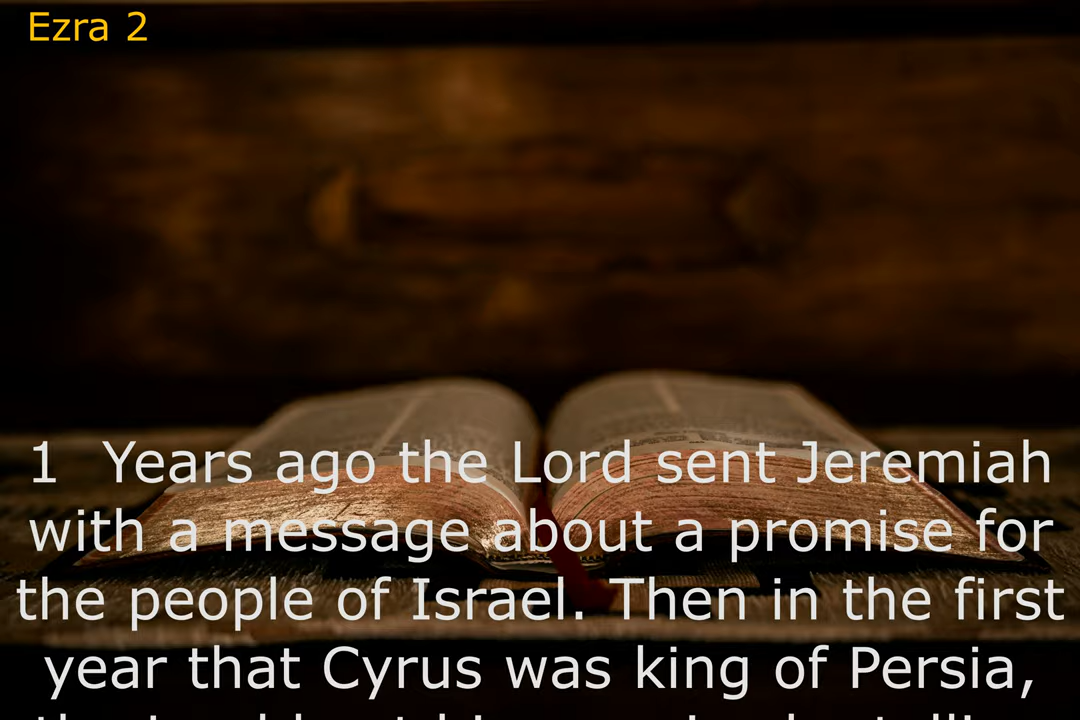 Ezra 2
1 Years ago the Lord sent Jeremiah
with a message about a promise for
the people of Israel. Then in the first
year that Cyrus was king of Persia,